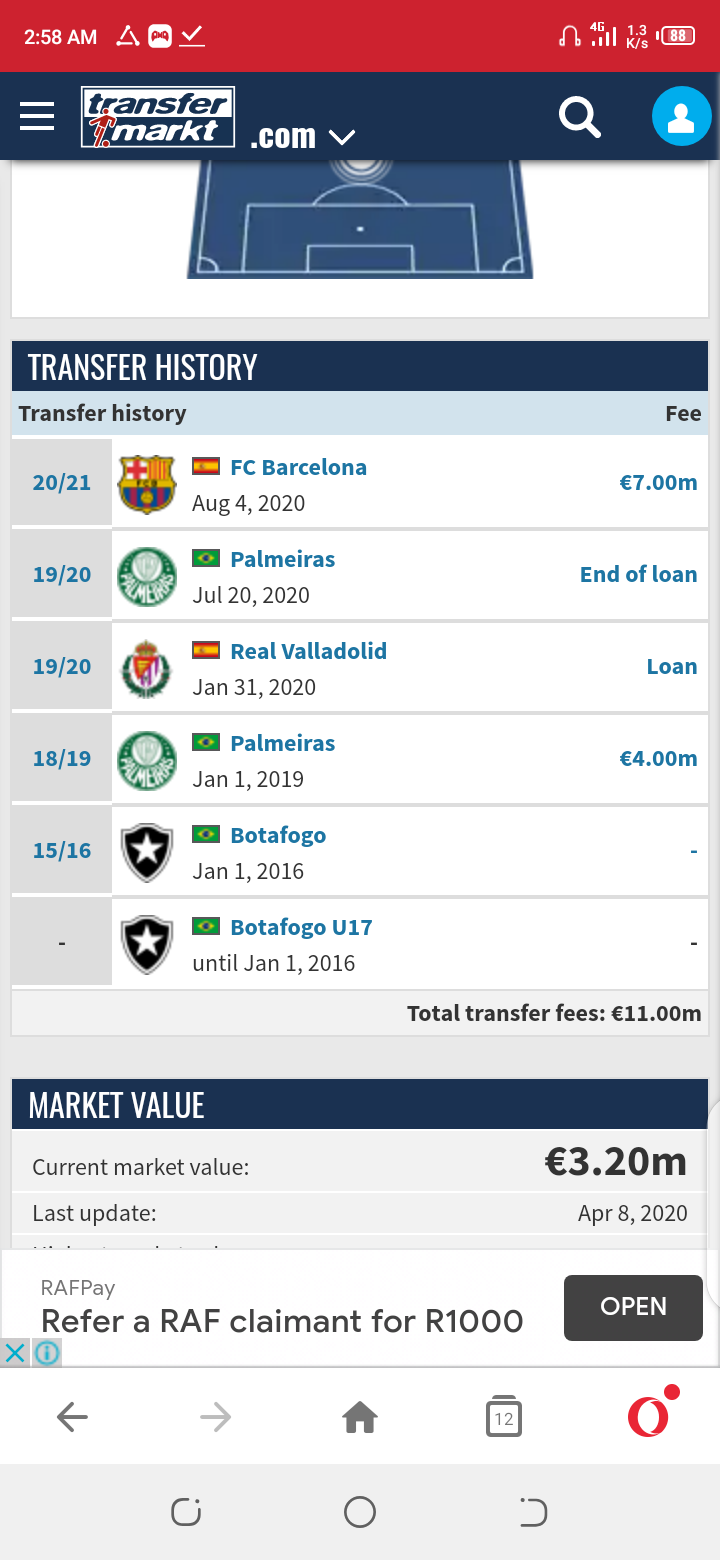 2:58 AM 4G 1.3 K/s 88
transfer
markt .com
TRANSFER HISTORY
Transfer history Fee
20/21 FC Barcelona €7.00m
Aug 4, 2020
19/20 Palmeiras End of loan
Jul 20, 2020
19/20 Real Valladolid Loan
Jan 31, 2020
18/19 Palmeiras €4.00m
Jan 1, 2019
15/16 Botafogo -
Jan 1, 2016
- Botafogo U17 -
until Jan 1, 2016
Total transfer fees: €11.00m
MARKET VALUE
Current market value: €3.20m
Last update: Apr 8, 2020
RAFPay
Refer a RAF claimant for R1000 OPEN
12